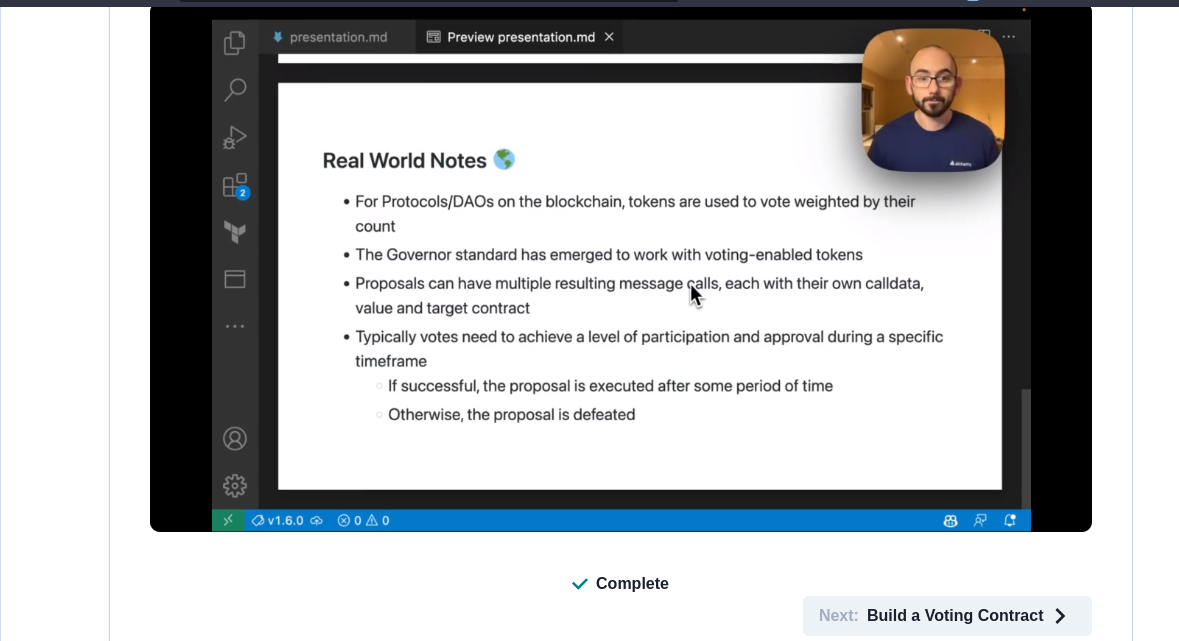 presentation.md
Preview presentation.md
2
Real World Notes
For Protocols/DAOs on the blockchain, tokens are used to vote weighted by their
count
The Governor standard has emerged to work with voting-enabled tokens
Proposals can have multiple resulting message calls, each with their own calldata,
value and target contract
Typically votes need to achieve a level of participation and approval during a specific
timeframe
If successful, the proposal is executed after some period of time
Otherwise, the proposal is defeated
v1.6.0 0 0
Complete
Next: Build a Voting Contract